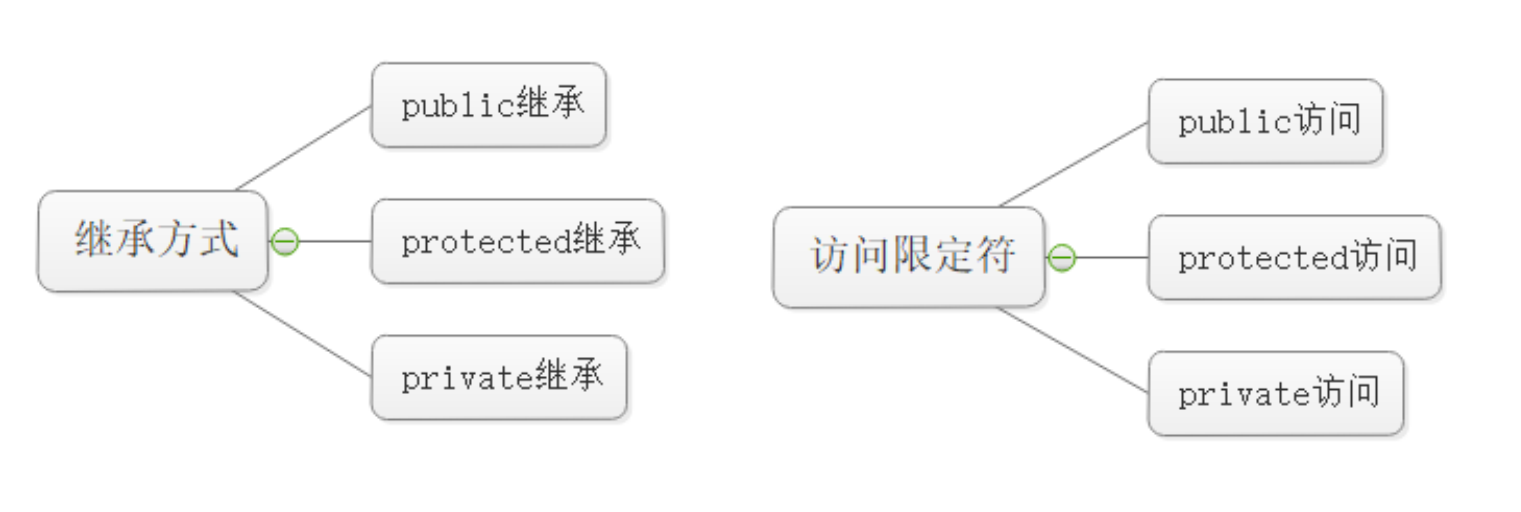 继承方式
public继承
protected继承
private继承
访问限定符
public访问
protected访问
private访问